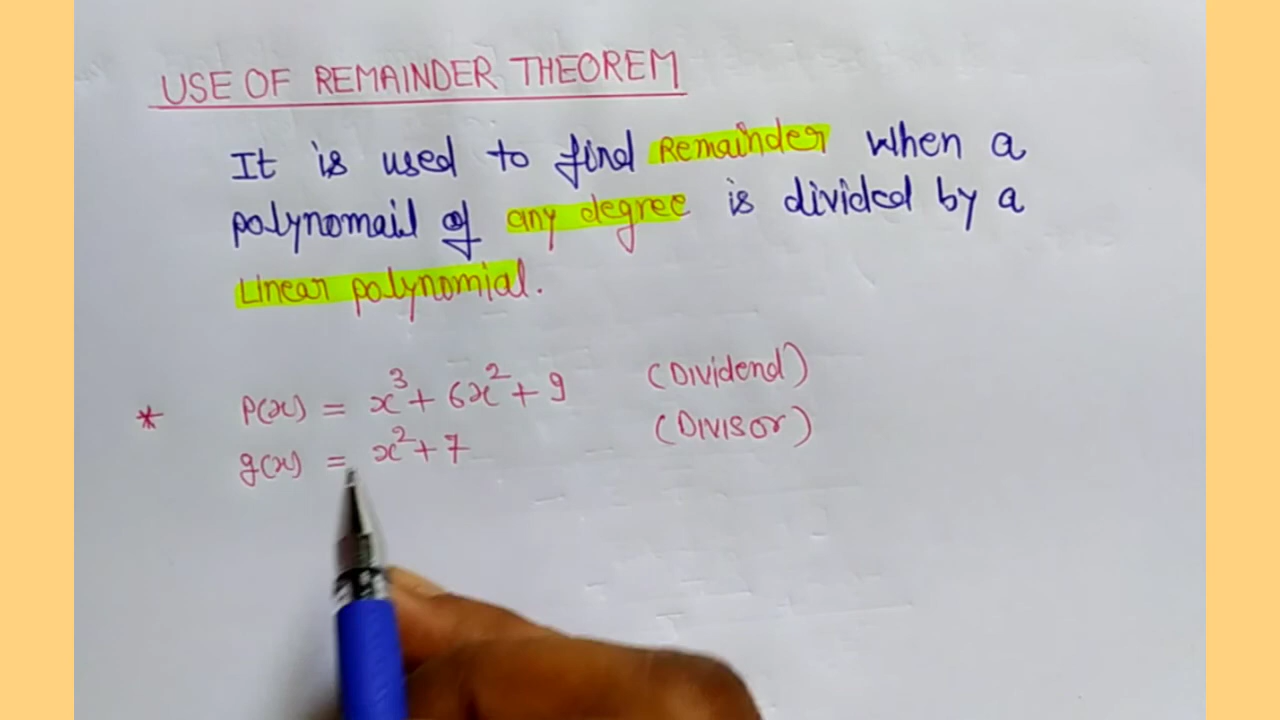 USE OF REMAINDER THEOREM
It is used to find Remainder when a
polynomail of any degree is divided by a
Linear polynomial.
* P(x) = x³ + 6x² + 9 (Dividend)
g(x) = x² + 7 (Divisor)